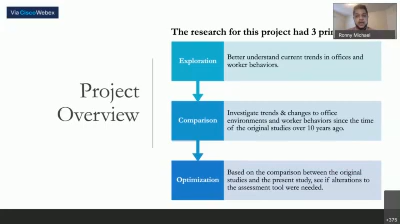 Via CiscoWebex
The research for this project had 3 pri
Ronny Michael
Exploration
Better understand current trends in offices and
worker behaviors.
Project
Overview
Comparison
Investigate trends & changes to office
environments and worker behaviors since the time
of the original studies over 10 years ago.
Optimization
Based on the comparison between the original
studies and the present study, see if alterations to
the assessment tool were needed.
+376